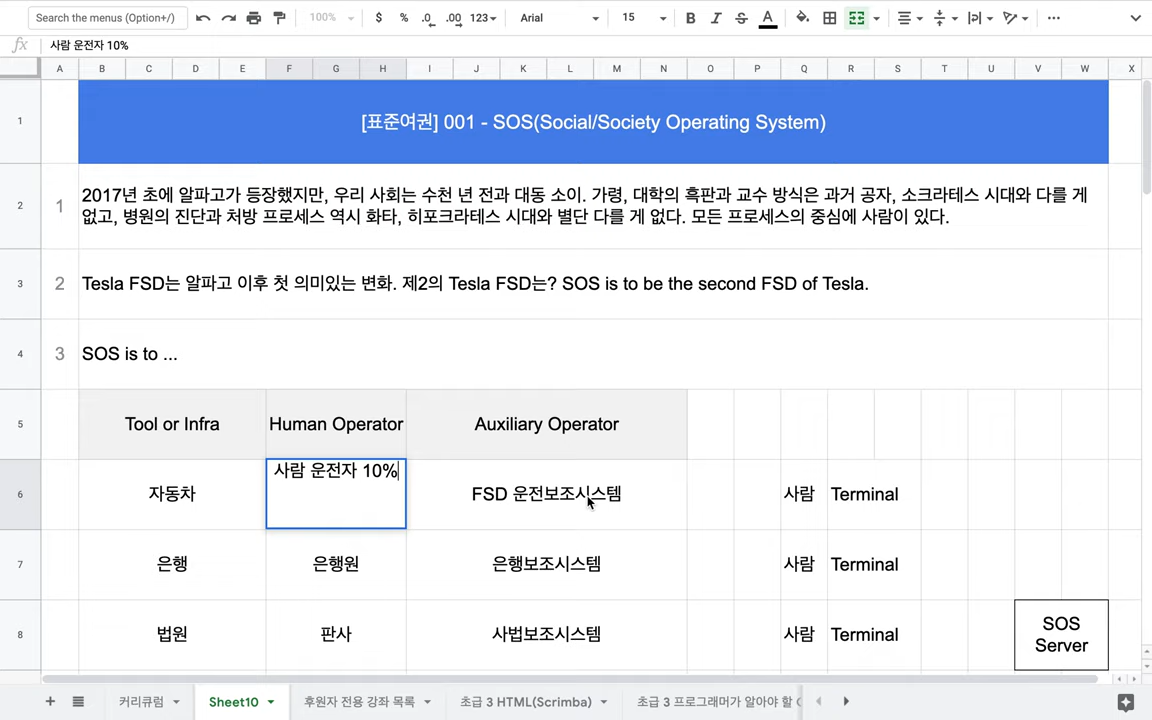 Search the menus (Option+/)
100%
$ % .0 .00 123
Arial
15
B I S A
fx 사람 운전자 10%
A B C D E F G H I J K L M N O P Q R S T U V W X
1 [표준여권] 001 - SOS(Social/Society Operating System)
2 1 2017년 초에 알파고가 등장했지만, 우리 사회는 수천 년 전과 대동 소이. 가령, 대학의 흑판과 교수 방식은 과거 공자, 소크라테스 시대와 다를 게
없고, 병원의 진단과 처방 프로세스 역시 화타, 히포크라테스 시대와 별단 다를 게 없다. 모든 프로세스의 중심에 사람이 있다.
3 2 Tesla FSD는 알파고 이후 첫 의미있는 변화. 제2의 Tesla FSD는? SOS is to be the second FSD of Tesla.
4 3 SOS is to ...
5 Tool or Infra Human Operator Auxiliary Operator
6 자동차 사람 운전자 10% FSD 운전보조시스템 사람 Terminal
7 은행 은행원 은행보조시스템 사람 Terminal
8 법원 판사 사법보조시스템 사람 Terminal
SOS
Server
커리큘럼 Sheet10 후원자 전용 강좌 목록 초급 3 HTML(Scrimba) 초급 3 프로그래머가 알아야 할